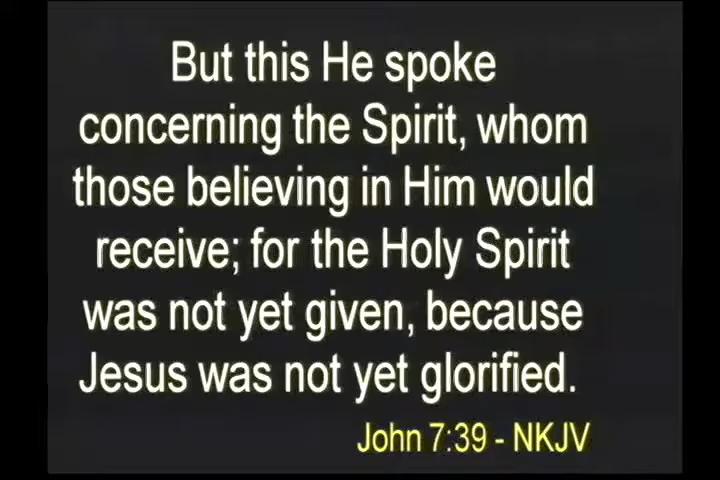 But this He spoke
concerning the Spirit, whom
those believing in Him would
receive; for the Holy Spirit
was not yet given, because
Jesus was not yet glorified.
John 7:39 - NKJV